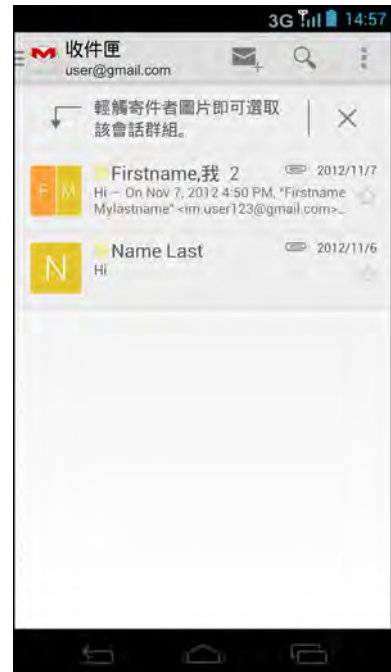 3G 14:57
收件匣
user@gmail.com
輕觸寄件者圖片即可選取
該會話群組。
F M
Firstname,我 2 2012/11/7
Hi – On Nov 7, 2012 4:50 PM, "Firstname
Mylastname" <im.user123@gmail.com>...
N
Name Last 2012/11/6
Hi